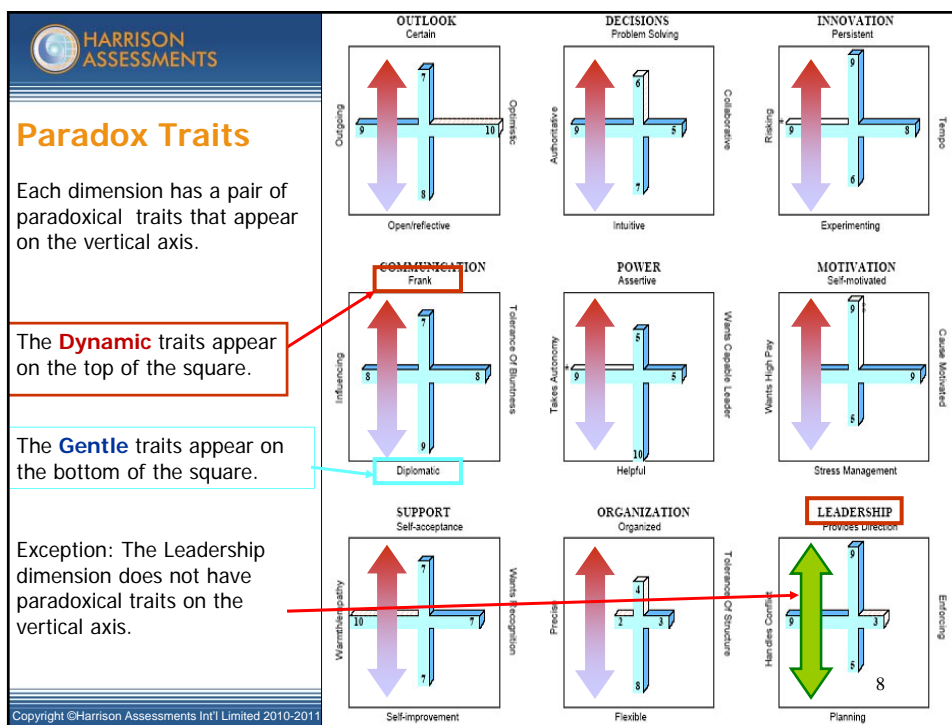 HARRISON
ASSESSMENTS
Paradox Traits
Each dimension has a pair of
paradoxical traits that appear
on the vertical axis.
The Dynamic traits appear
on the top of the square.
The Gentle traits appear on
the bottom of the square.
Exception: The Leadership
dimension does not have
paradoxical traits on the
vertical axis.
Copyright ©Harrison Assessments Int'l Limited 2010-2011
OUTLOOK
Certain
Outgoing
Optimistic
7
9
10
8
Open/reflective
DECISIONS
Problem Solving
Authoritative
Collaborative
6
9
5
7
Intuitive
INNOVATION
Persistent
Risking
Tempo
9
9
8
6
Experimenting
COMMUNICATION
Frank
Influencing
Tolerance Of Bluntness
7
8
8
9
Diplomatic
POWER
Assertive
Takes Autonomy
Wants Capable Leader
5
9
5
10
Helpful
MOTIVATION
Self-motivated
Wants High Pay
Cause Motivated
9
9
5
Stress Management
SUPPORT
Self-acceptance
Warmth/empathy
Wants Recognition
7
10
7
7
Self-improvement
ORGANIZATION
Organized
Precise
Tolerance Of Structure
4
2
3
8
Flexible
LEADERSHIP
Provides Direction
Handles Conflict
Enforcing
9
9
3
5
8
Planning